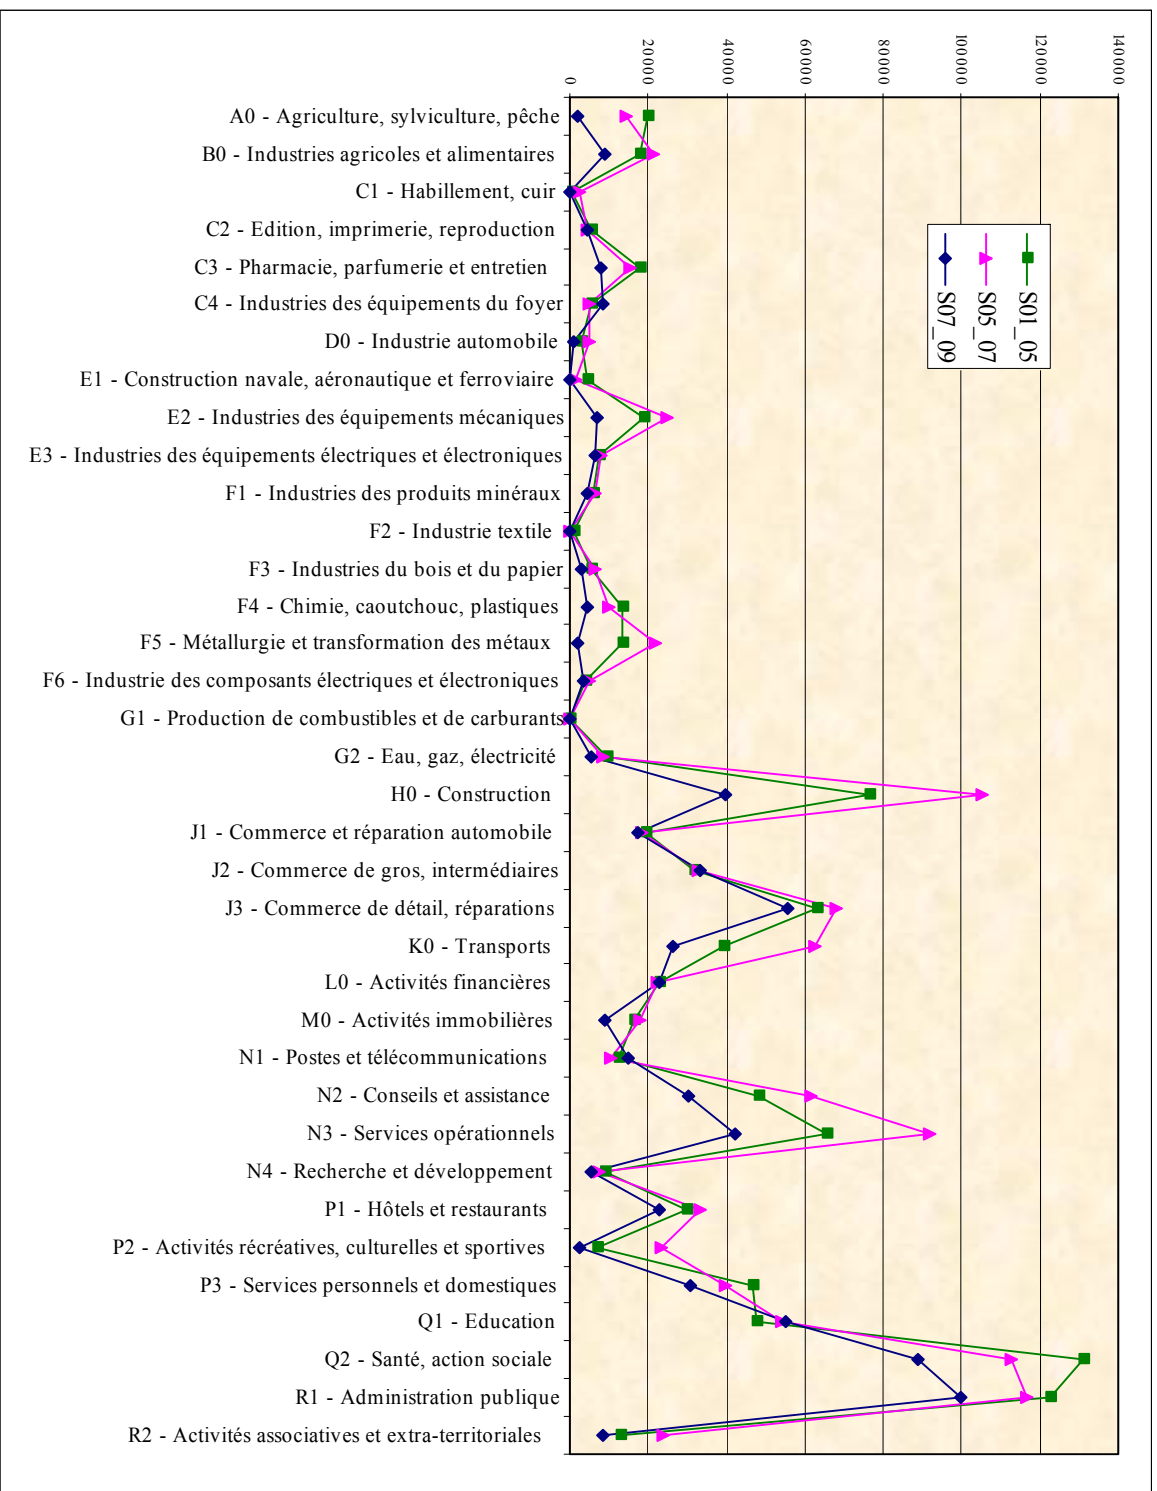 0
20000
40000
60000
80000
100000
120000
140000
S01_05
S05_07
S07_09
A0 - Agriculture, sylviculture, pêche
B0 - Industries agricoles et alimentaires
C1 - Habillement, cuir
C2 - Edition, imprimerie, reproduction
C3 - Pharmacie, parfumerie et entretien
C4 - Industries des équipements du foyer
D0 - Industrie automobile
E1 - Construction navale, aéronautique et ferroviaire
E2 - Industries des équipements mécaniques
E3 - Industries des équipements électriques et électroniques
F1 - Industries des produits minéraux
F2 - Industrie textile
F3 - Industries du bois et du papier
F4 - Chimie, caoutchouc, plastiques
F5 - Métallurgie et transformation des métaux
F6 - Industrie des composants électriques et électroniques
G1 - Production de combustibles et de carburants
G2 - Eau, gaz, électricité
H0 - Construction
J1 - Commerce et réparation automobile
J2 - Commerce de gros, intermédiaires
J3 - Commerce de détail, réparations
K0 - Transports
L0 - Activités financières
M0 - Activités immobilières
N1 - Postes et télécommunications
N2 - Conseils et assistance
N3 - Services opérationnels
N4 - Recherche et développement
P1 - Hôtels et restaurants
P2 - Activités récréatives, culturelles et sportives
P3 - Services personnels et domestiques
Q1 - Education
Q2 - Santé, action sociale
R1 - Administration publique
R2 - Activités associatives et extra-territoriales